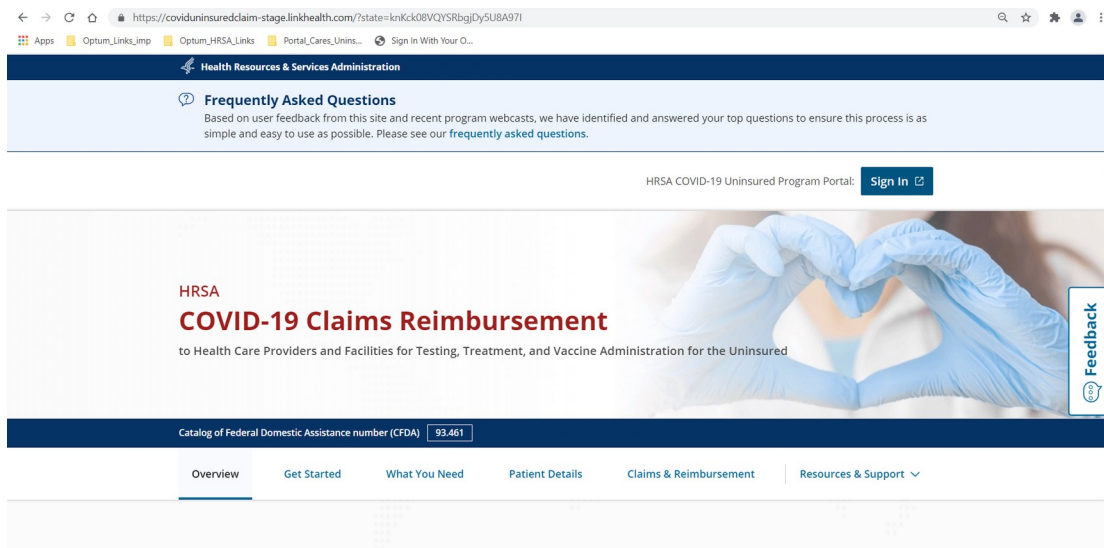 https://coviduninsuredclaim-stage.linkhealth.com/?state=knKck08VQYSRbgjDy5U8A97I
Apps Optum_Links_imp Optum_HRSA_Links Portal_Cares_Unins... Sign In With Your O...
Health Resources & Services Administration
Frequently Asked Questions
Based on user feedback from this site and recent program webcasts, we have identified and answered your top questions to ensure this process is as
simple and easy to use as possible. Please see our frequently asked questions.
HRSA COVID-19 Uninsured Program Portal: Sign In
HRSA
COVID-19 Claims Reimbursement
to Health Care Providers and Facilities for Testing, Treatment, and Vaccine Administration for the Uninsured
Feedback
Catalog of Federal Domestic Assistance number (CFDA) 93.461
Overview Get Started What You Need Patient Details Claims & Reimbursement Resources & Support